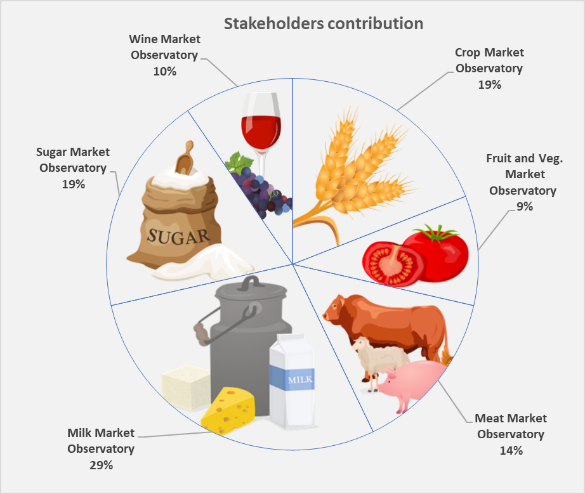 Stakeholders contribution
Wine Market
Observatory
10%
Crop Market
Observatory
19%
Sugar Market
Observatory
19%
Fruit and Veg.
Market
Observatory
9%
SUGAR
MILK
Meat Market
Observatory
14%
Milk Market
Observatory
29%